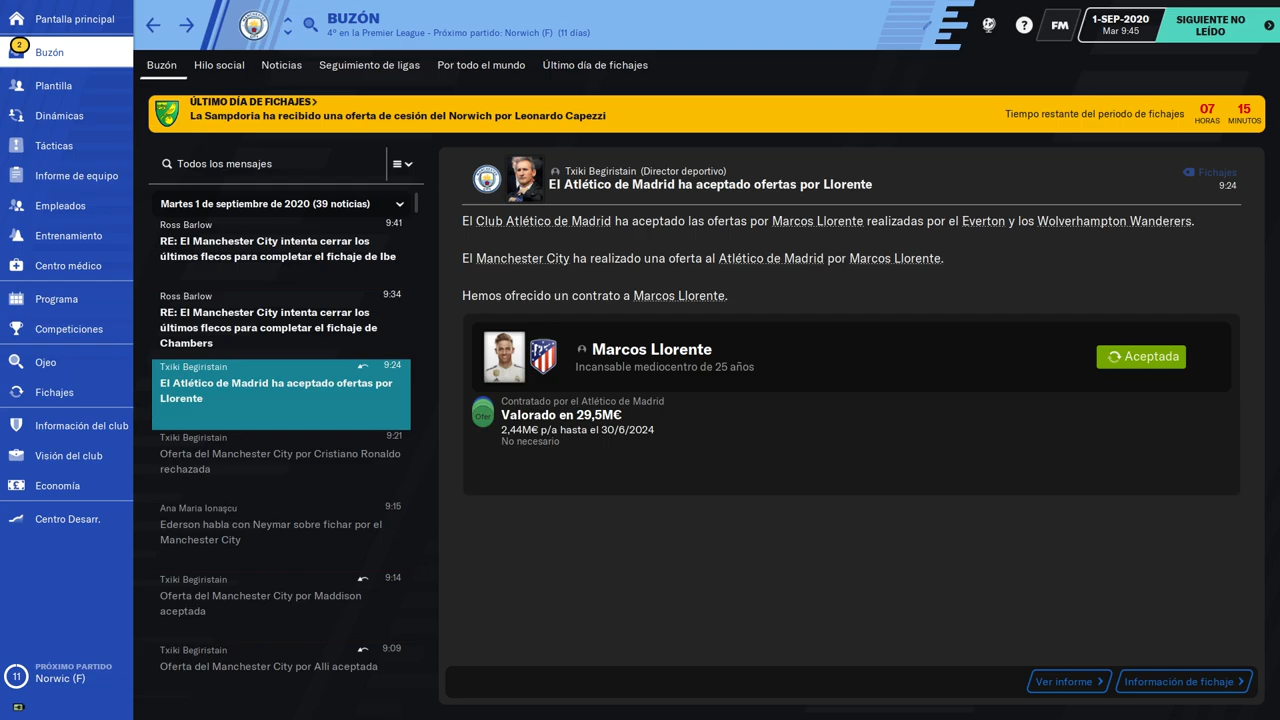 Pantalla principal
2
Buzón
Plantilla
Dinámicas
Tácticas
Informe de equipo
Empleados
Entrenamiento
Centro médico
Programa
Competiciones
Ojeo
Fichajes
Información del club
Visión del club
Economía
Centro Desarr.
11
PRÓXIMO PARTIDO
Norwic (F)
BUZÓN
4º en la Premier League - Próximo partido: Norwich (F) (11 días)
?
FM
1-SEP-2020
Mar 9:45
SIGUIENTE NO
LEÍDO
Buzón
Hilo social
Noticias
Seguimiento de ligas
Por todo el mundo
Último día de fichajes
ÚLTIMO DÍA DE FICHAJES
La Sampdoria ha recibido una oferta de cesión del Norwich por Leonardo Capezzi
Tiempo restante del periodo de fichajes
07
HORAS
15
MINUTOS
Todos los mensajes
Martes 1 de septiembre de 2020 (39 noticias)
Ross Barlow 9:41
RE: El Manchester City intenta cerrar los
últimos flecos para completar el fichaje de Ibe
Ross Barlow 9:34
RE: El Manchester City intenta cerrar los
últimos flecos para completar el fichaje de
Chambers
Txiki Begiristain 9:24
El Atlético de Madrid ha aceptado ofertas por
Llorente
Txiki Begiristain 9:21
Oferta del Manchester City por Cristiano Ronaldo
rechazada
Ana Maria Ionaşcu 9:15
Ederson habla con Neymar sobre fichar por el
Manchester City
Txiki Begiristain 9:14
Oferta del Manchester City por Maddison
aceptada
Txiki Begiristain 9:09
Oferta del Manchester City por Alli aceptada
Txiki Begiristain (Director deportivo)
El Atlético de Madrid ha aceptado ofertas por Llorente
Fichajes
9:24
El Club Atlético de Madrid ha aceptado las ofertas por Marcos Llorente realizadas por el Everton y los Wolverhampton Wanderers.
El Manchester City ha realizado una oferta al Atlético de Madrid por Marcos Llorente.
Hemos ofrecido un contrato a Marcos Llorente.
Marcos Llorente
Incansable mediocentro de 25 años
Aceptada
Ofer
Contratado por el Atlético de Madrid
Valorado en 29,5M€
2,44M€ p/a hasta el 30/6/2024
No necesario
Ver informe
Información de fichaje